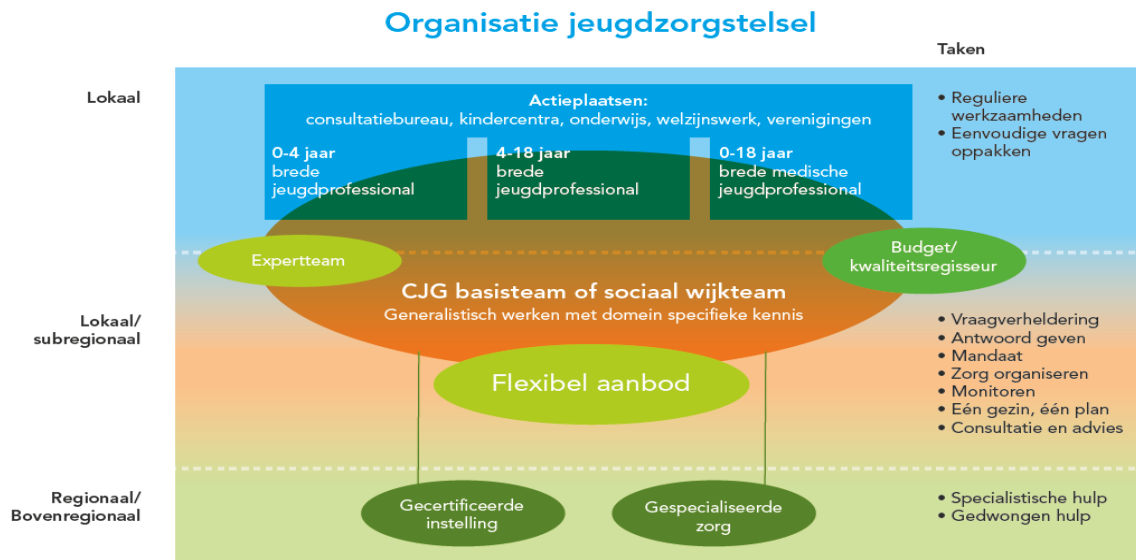 Organisatie jeugdzorgstelsel
Taken
Lokaal
Actieplaatsen:
consultatiebureau, kindercentra, onderwijs, welzijnswerk, verenigingen
0-4 jaar
brede
jeugdprofessional
4-18 jaar
brede
jeugdprofessional
0-18 jaar
brede medische
jeugdprofessional
• Reguliere
werkzaamheden
• Eenvoudige vragen
oppakken
Expertteam
Budget/
kwaliteitsregisseur
CJG basisteam of sociaal wijkteam
Generalistisch werken met domein specifieke kennis
Lokaal/
subregionaal
Flexibel aanbod
• Vraagverheldering
• Antwoord geven
• Mandaat
• Zorg organiseren
• Monitoren
• Eén gezin, één plan
• Consultatie en advies
Regionaal/
Bovenregionaal
Gecertificeerde
instelling
Gespecialiseerde
zorg
• Specialistische hulp
• Gedwongen hulp